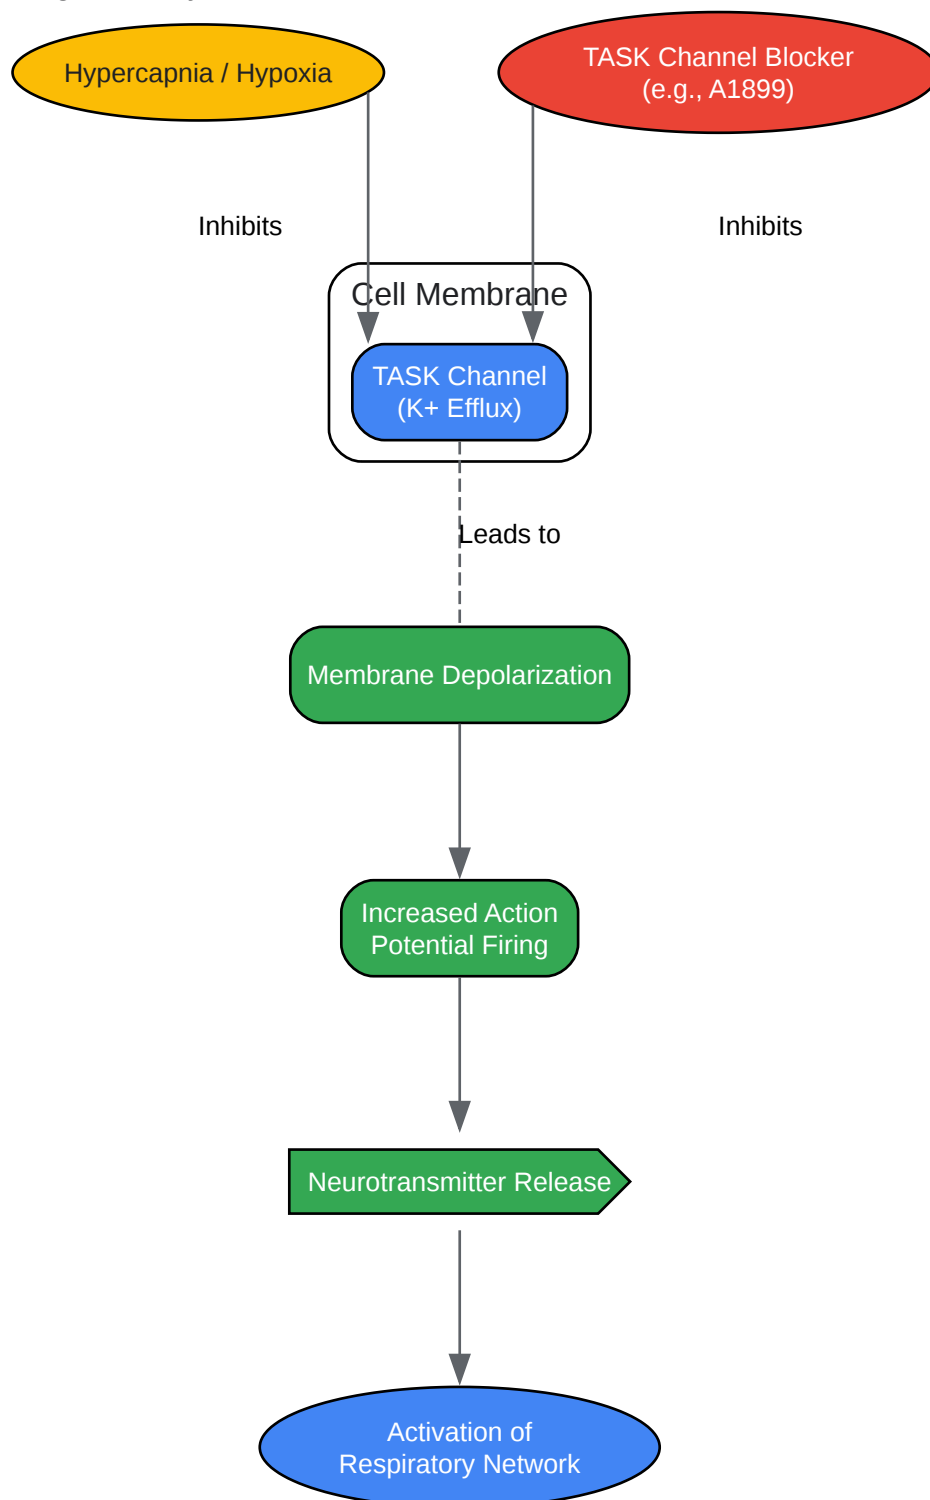 Hypercapnia / Hypoxia
TASK Channel Blocker
(e.g., A1899)
Inhibits
Inhibits
Cell Membrane
TASK Channel
(K+ Efflux)
Leads to
Membrane Depolarization
Increased Action
Potential Firing
Neurotransmitter Release
Activation of
Respiratory Network